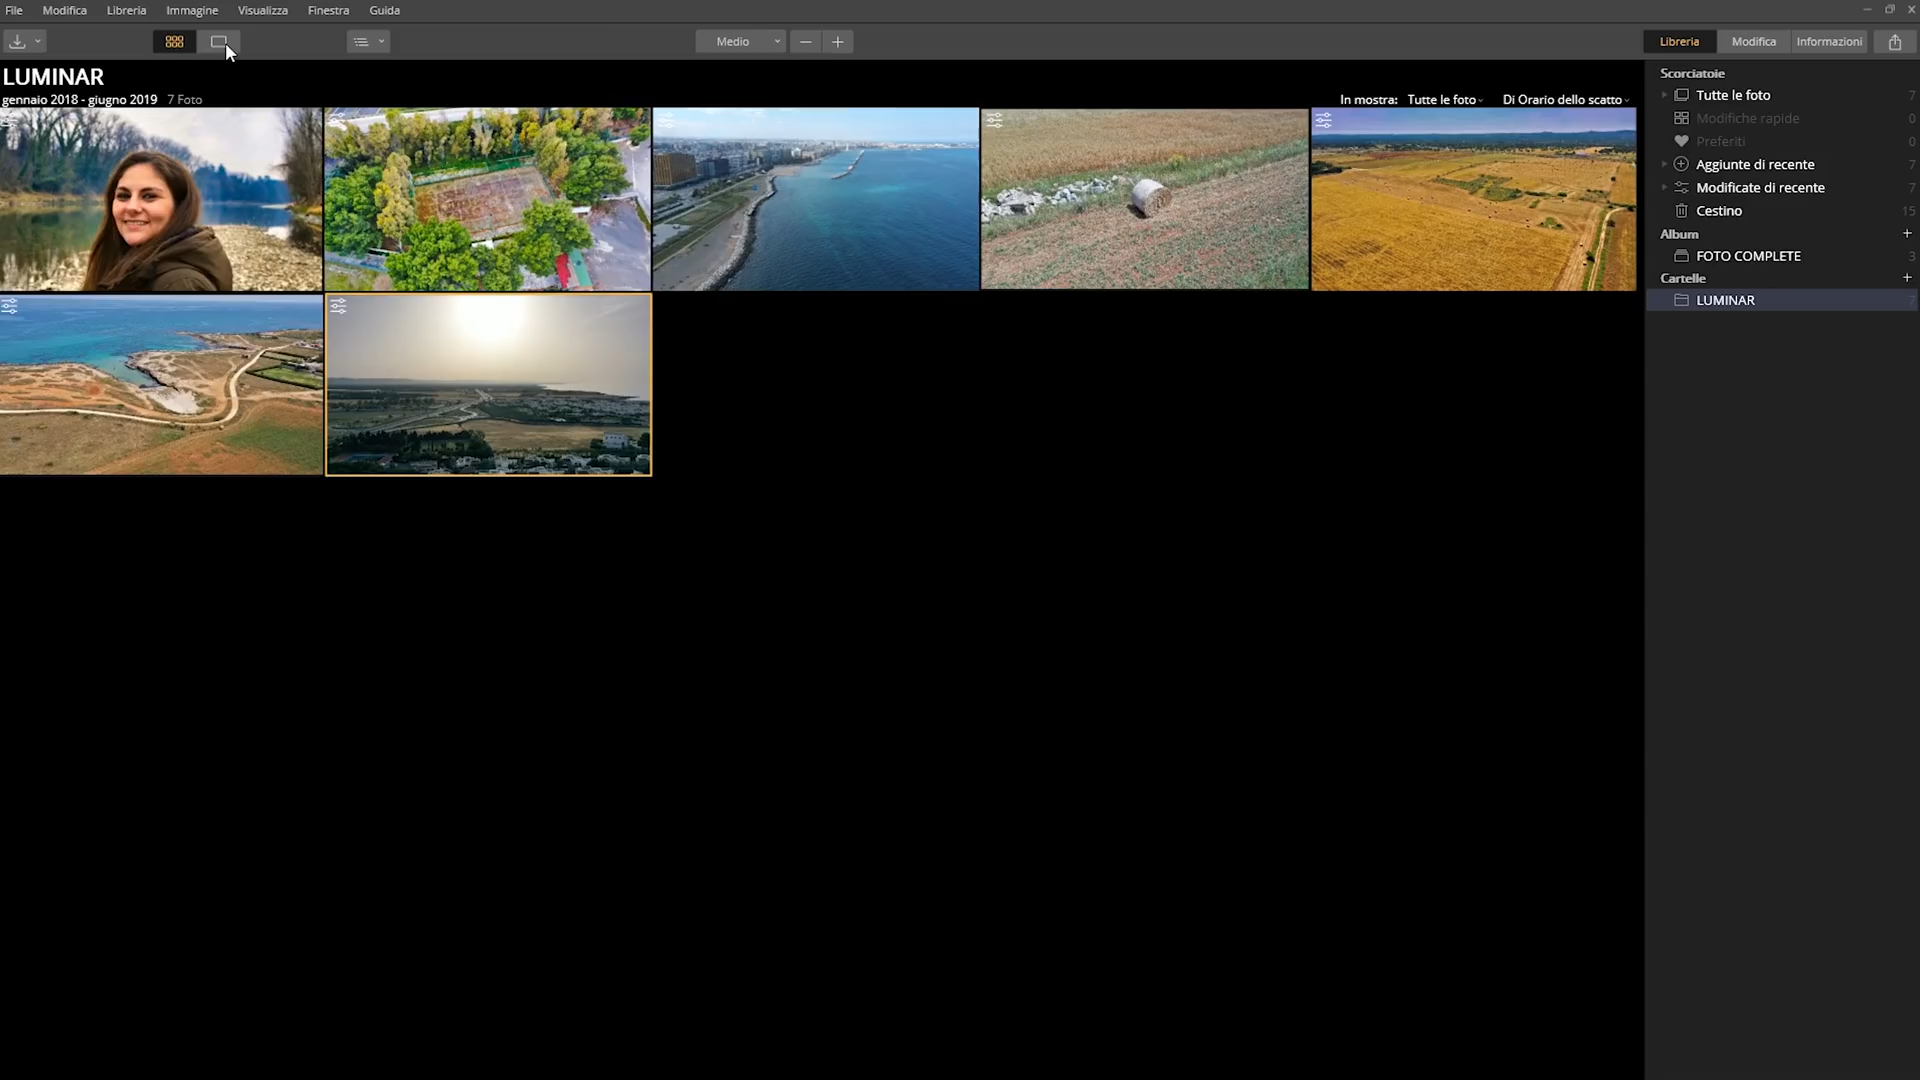 File Modifica Libreria Immagine Visualizza Finestra Guida
Medio
Libreria Modifica Informazioni
LUMINAR
gennaio 2018 - giugno 2019 7 Foto
In mostra: Tutte le foto Di Orario dello scatto
Scorciatoie
Tutte le foto 7
Modifiche rapide 0
Preferiti 0
Aggiunte di recente 7
Modificate di recente 7
Cestino 15
Album
FOTO COMPLETE 3
Cartelle
LUMINAR 7